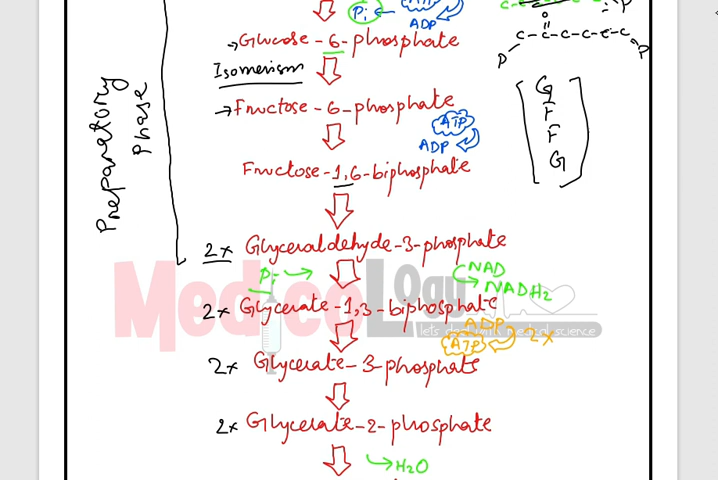 Pi ATP
ADP
→Glucose-6-phosphate
Isomerism
→Fructose-6-phosphate
ATP
ADP
Fructose-1,6-biphosphate
Preparatory
Phase
2x Glyceraldehyde-3-phosphate
Pi → NAD
NADH2
2x Glycerate-1,3-biphosphate
ADP
ATP 2x
2x Glycerate-3-phosphate
2x Glycerate-2-phosphate
→H2O
P
O
C-C-C-C-C-C
P P
G
F
F
G
MedicoLogy
lets deal with medical science